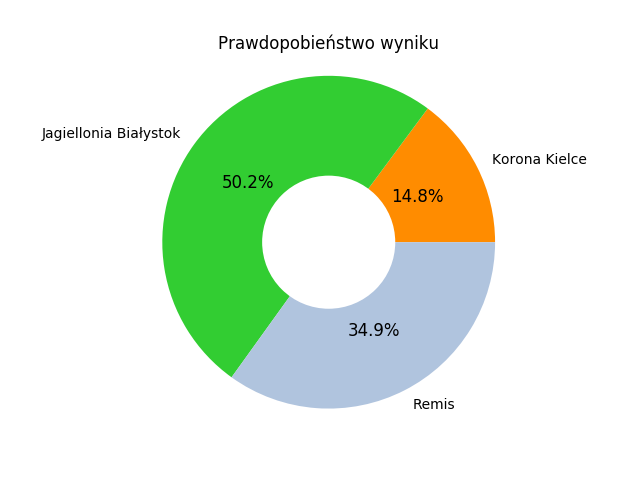 Prawdopobieństwo wyniku
Jagiellonia Białystok
Korona Kielce
50.2%
14.8%
34.9%
Remis